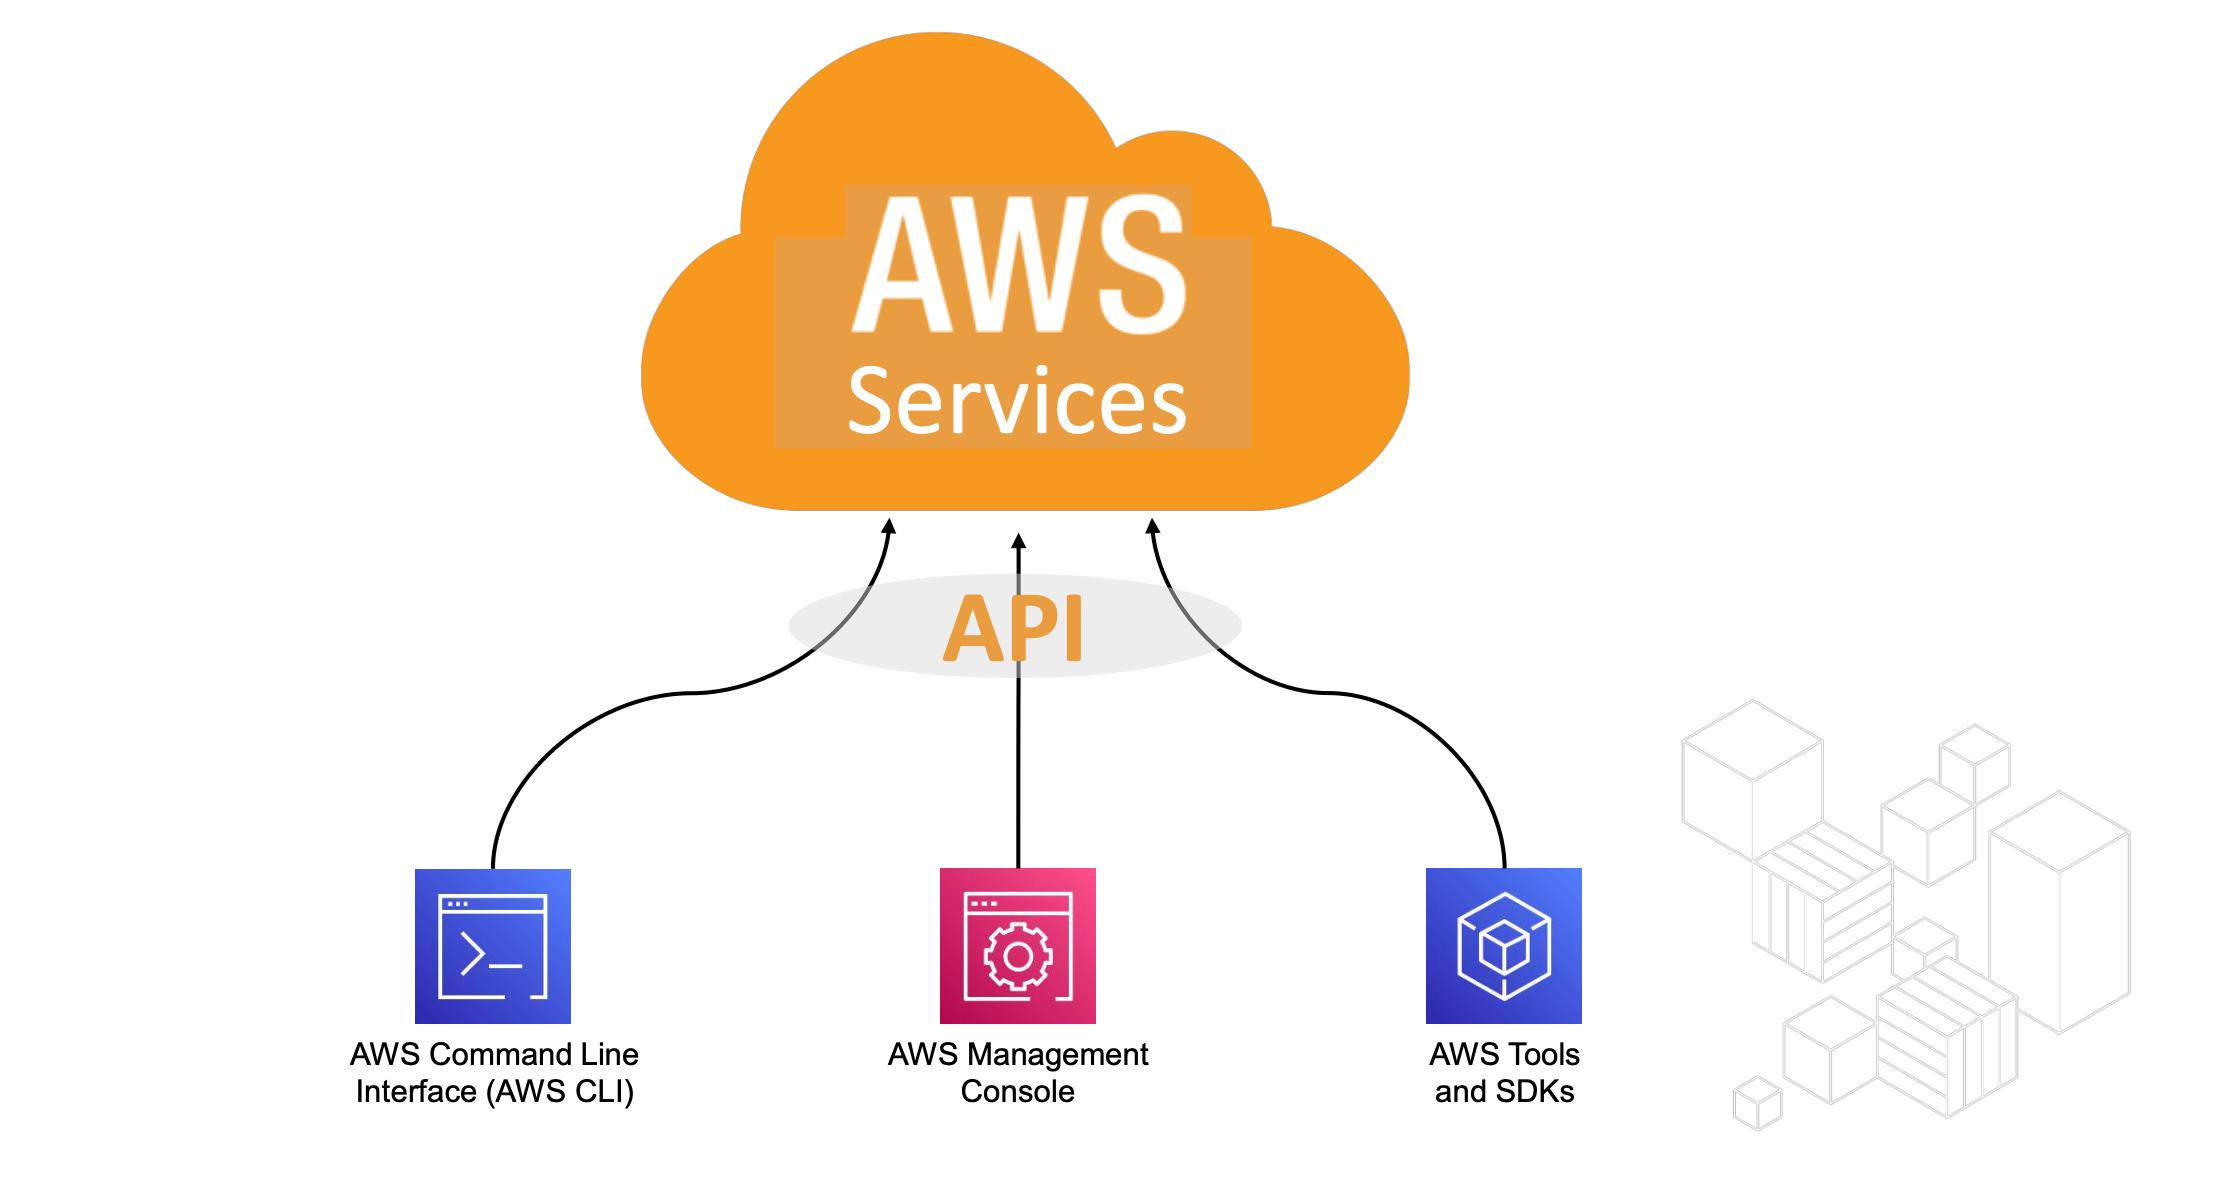 AWS
Services
API
AWS Command Line
Interface (AWS CLI)
AWS Management
Console
AWS Tools
and SDKs